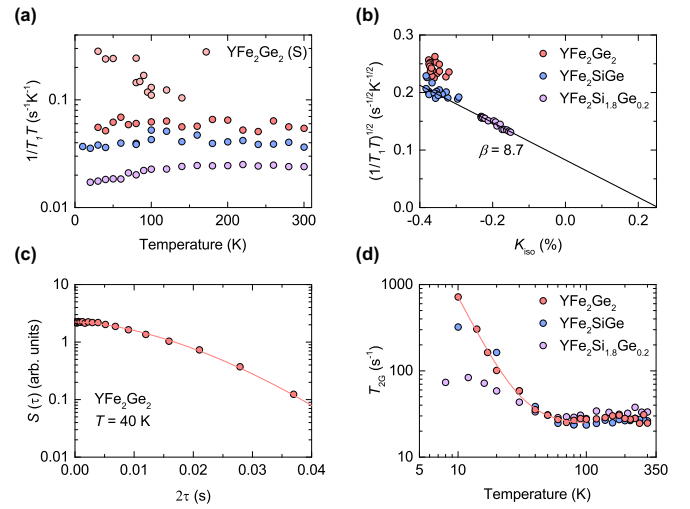 (a)
YFe₂Ge₂ (S)
1/T₁T (s⁻¹K⁻¹)
0.1
0.01
0 100 200 300
Temperature (K)
(b)
YFe₂Ge₂
YFe₂SiGe
YFe₂Si₁.₈Ge₀.₂
(1/T₁T)^1/2 (s^-1/2K^-1/2)
0.3
0.2
0.1
0.0
β = 8.7
-0.4 -0.2 0.0 0.2
K_iso (%)
(c)
S (τ) (arb. units)
10
1
0.1
0.01
YFe₂Ge₂
T = 40 K
0.00 0.01 0.02 0.03 0.04
2τ (s)
(d)
YFe₂Ge₂
YFe₂SiGe
YFe₂Si₁.₈Ge₀.₂
T₂G (s⁻¹)
1000
100
10
5 10 100 350
Temperature (K)